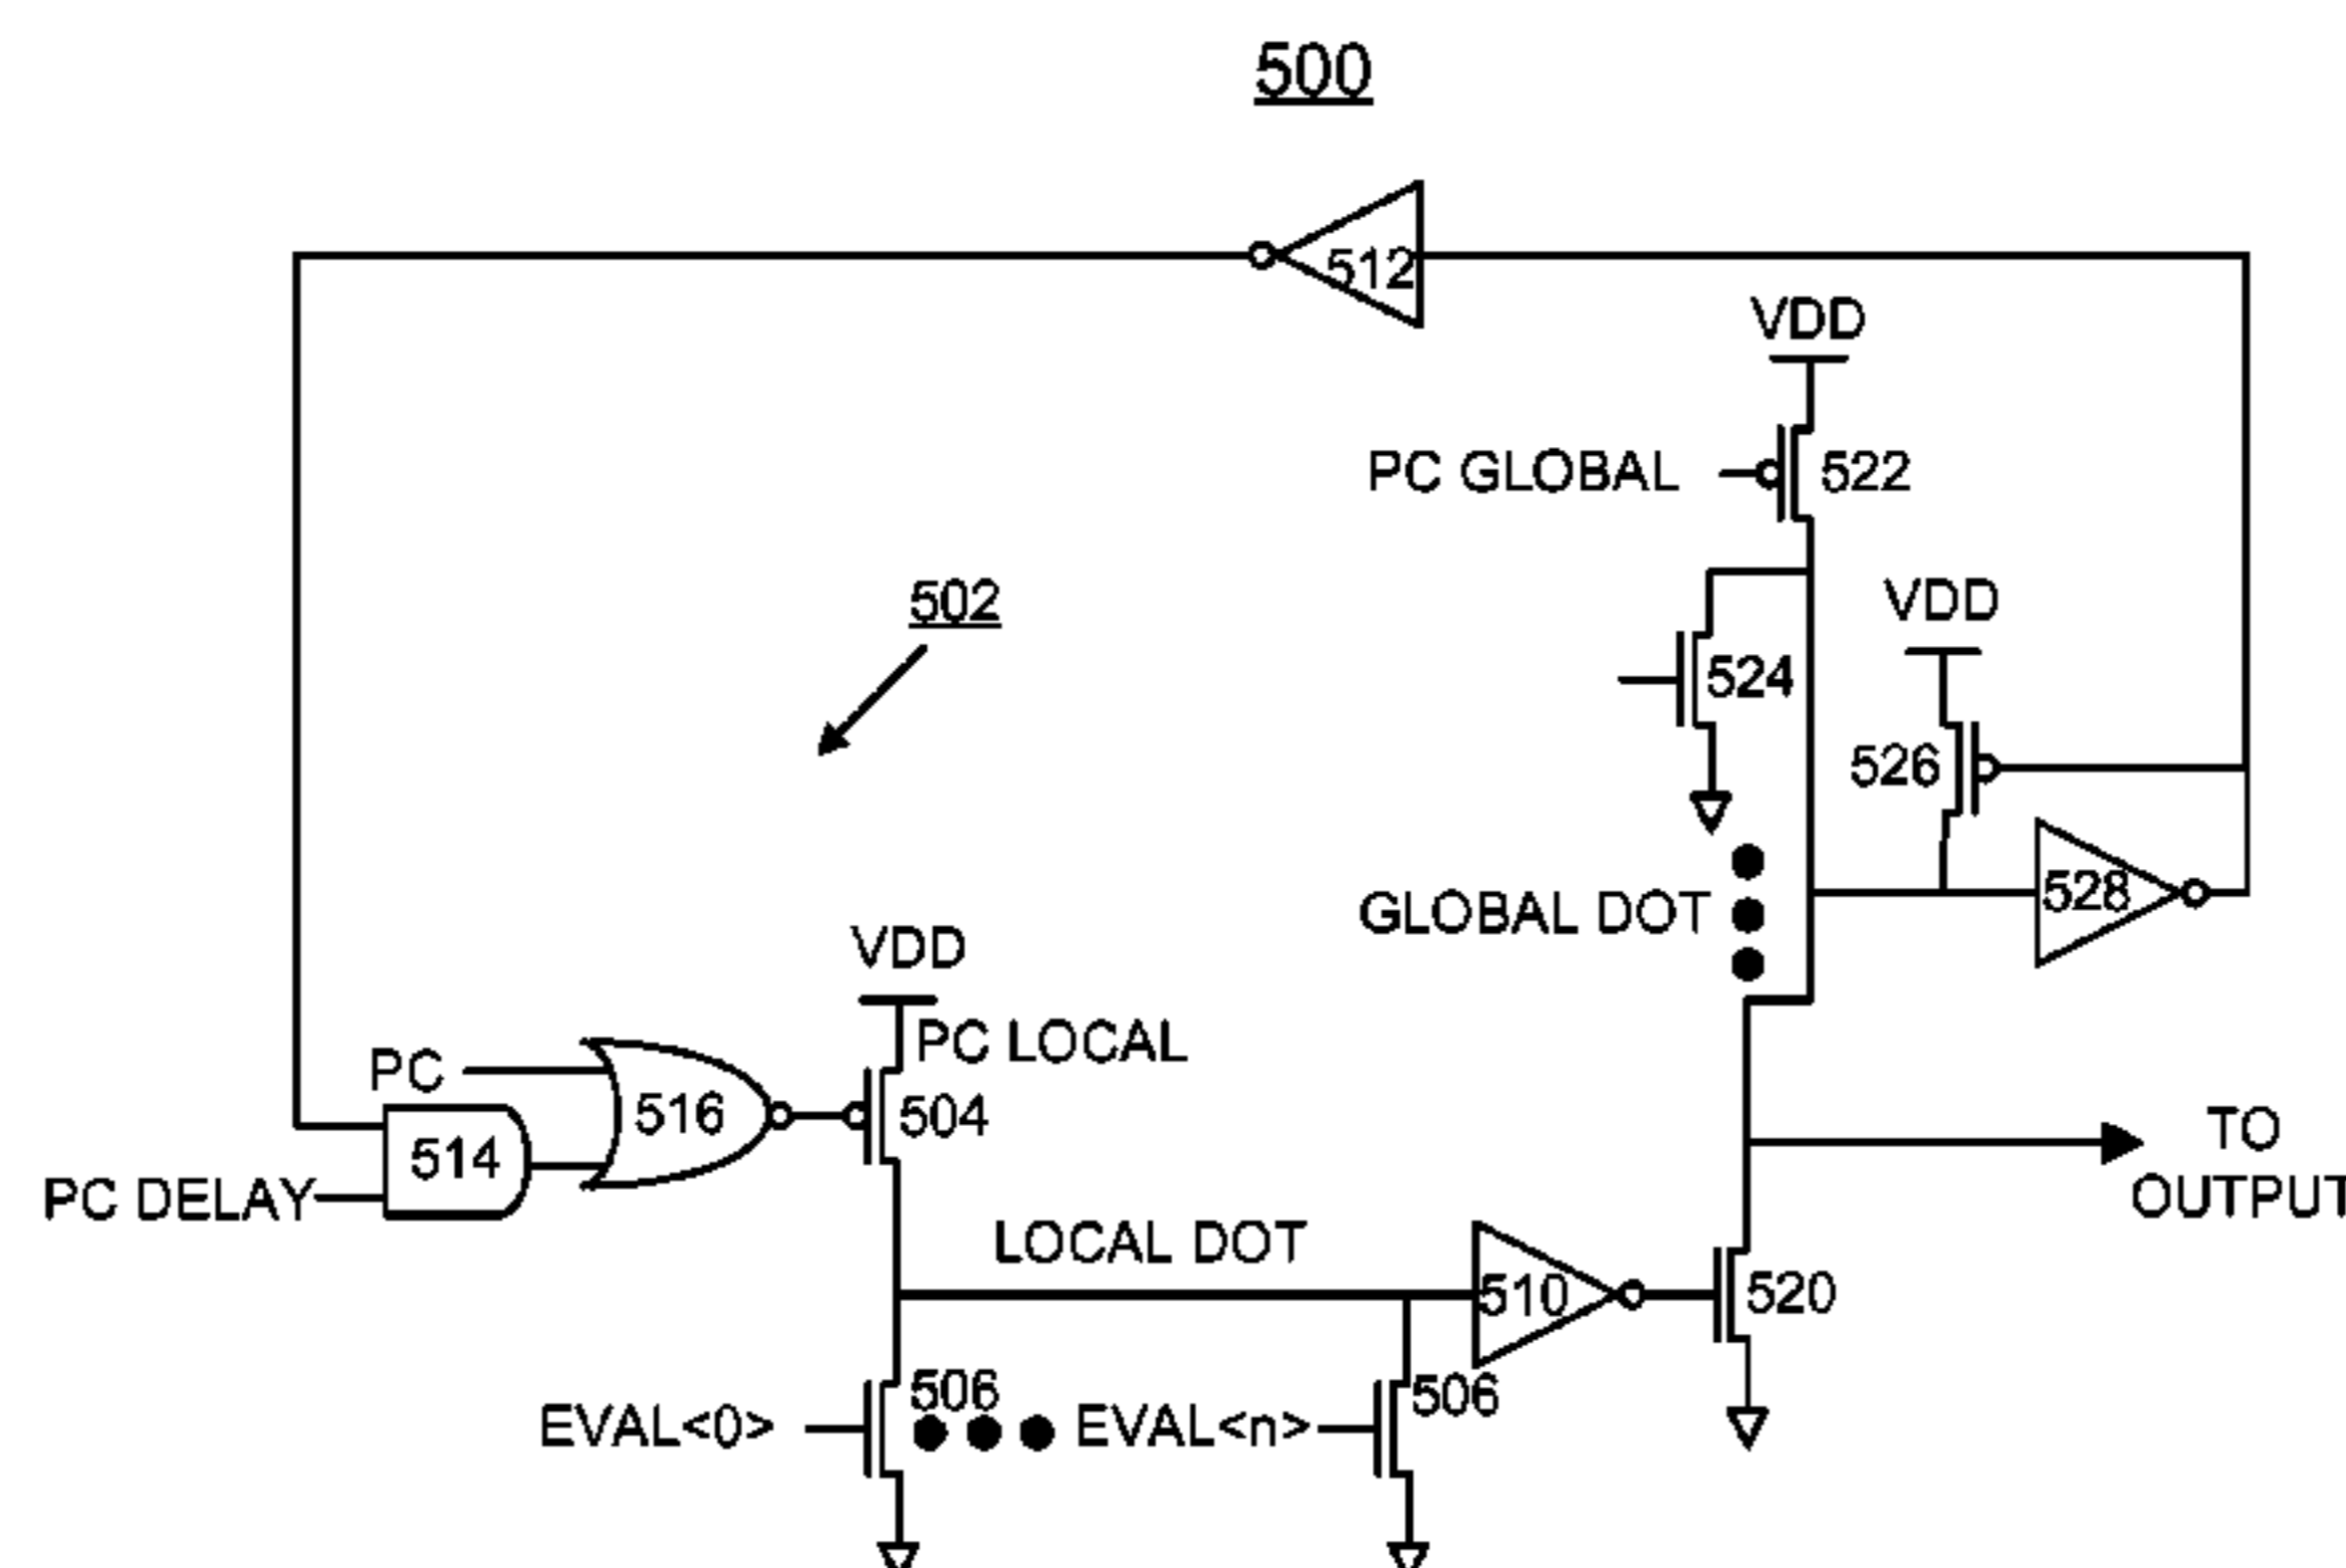 500
512
VDD
PC GLOBAL
522
502
VDD
524
526
528
GLOBAL DOT
VDD
PC LOCAL
PC
516
504
514
PC DELAY
TO
OUTPUT
LOCAL DOT
510
520
506
506
EVAL<0>
EVAL<n>